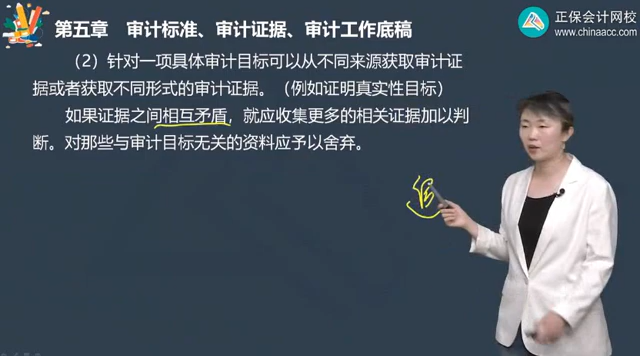 第五章 审计标准、审计证据、审计工作底稿
正保会计网校
www.chinaacc.com
（2）针对一项具体审计目标可以从不同来源获取审计证
据或者获取不同形式的审计证据。（例如证明真实性目标）
如果证据之间相互矛盾，就应收集更多的相关证据加以判
断。对那些与审计目标无关的资料应予以舍弃。